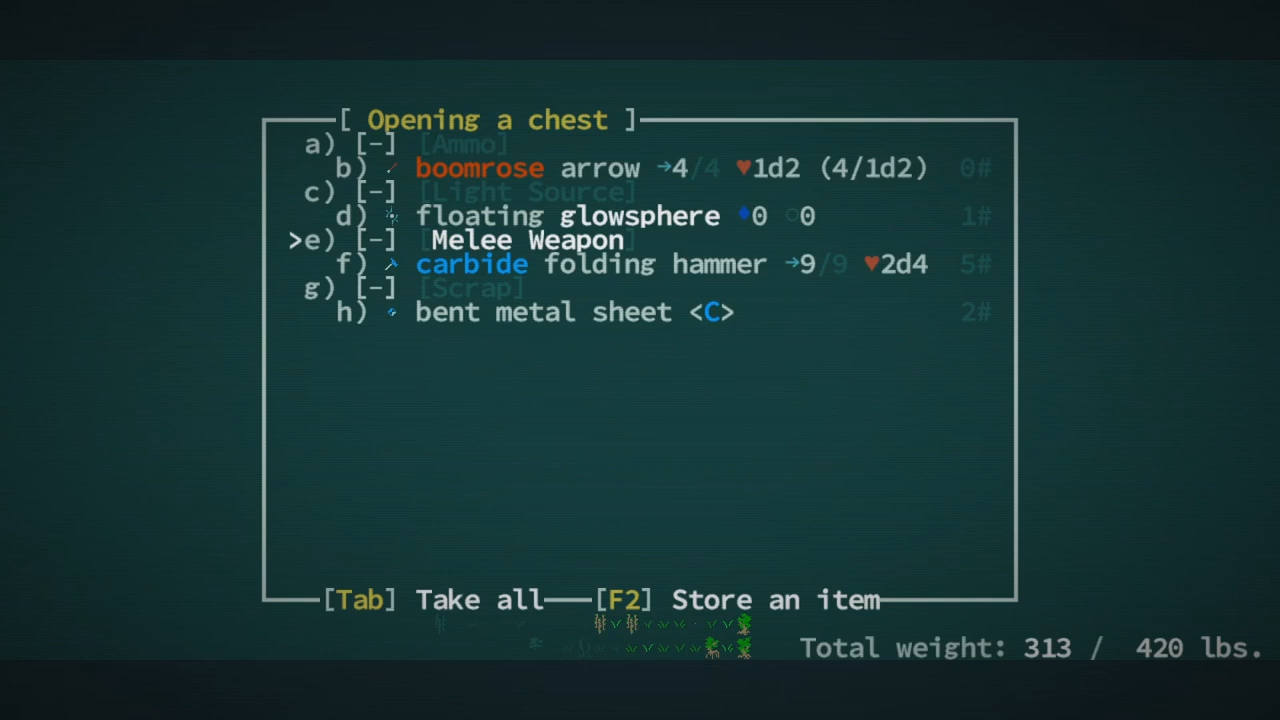 [ Opening a chest ]
a) [-] [Ammo]
b) boomrose arrow →4/4 ♥1d2 (4/1d2) 0#
c) [-] [Light Source]
d) floating glowsphere ♦0 ○0 1#
>e) [-] [Melee Weapon]
f) carbide folding hammer →9/9 ♥2d4 5#
g) [-] [Scrap]
h) bent metal sheet <C> 2#
[Tab] Take all [F2] Store an item
Total weight: 313 / 420 lbs.